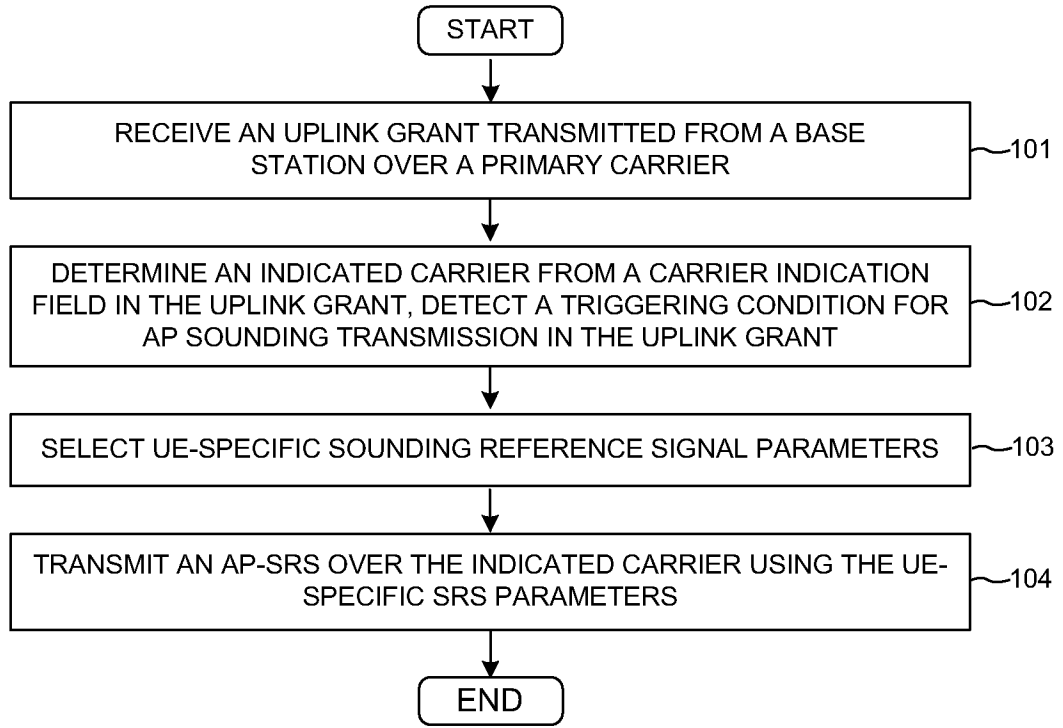 START
RECEIVE AN UPLINK GRANT TRANSMITTED FROM A BASE
STATION OVER A PRIMARY CARRIER
101
DETERMINE AN INDICATED CARRIER FROM A CARRIER INDICATION
FIELD IN THE UPLINK GRANT, DETECT A TRIGGERING CONDITION FOR
AP SOUNDING TRANSMISSION IN THE UPLINK GRANT
102
SELECT UE-SPECIFIC SOUNDING REFERENCE SIGNAL PARAMETERS
103
TRANSMIT AN AP-SRS OVER THE INDICATED CARRIER USING THE UE-
SPECIFIC SRS PARAMETERS
104
END